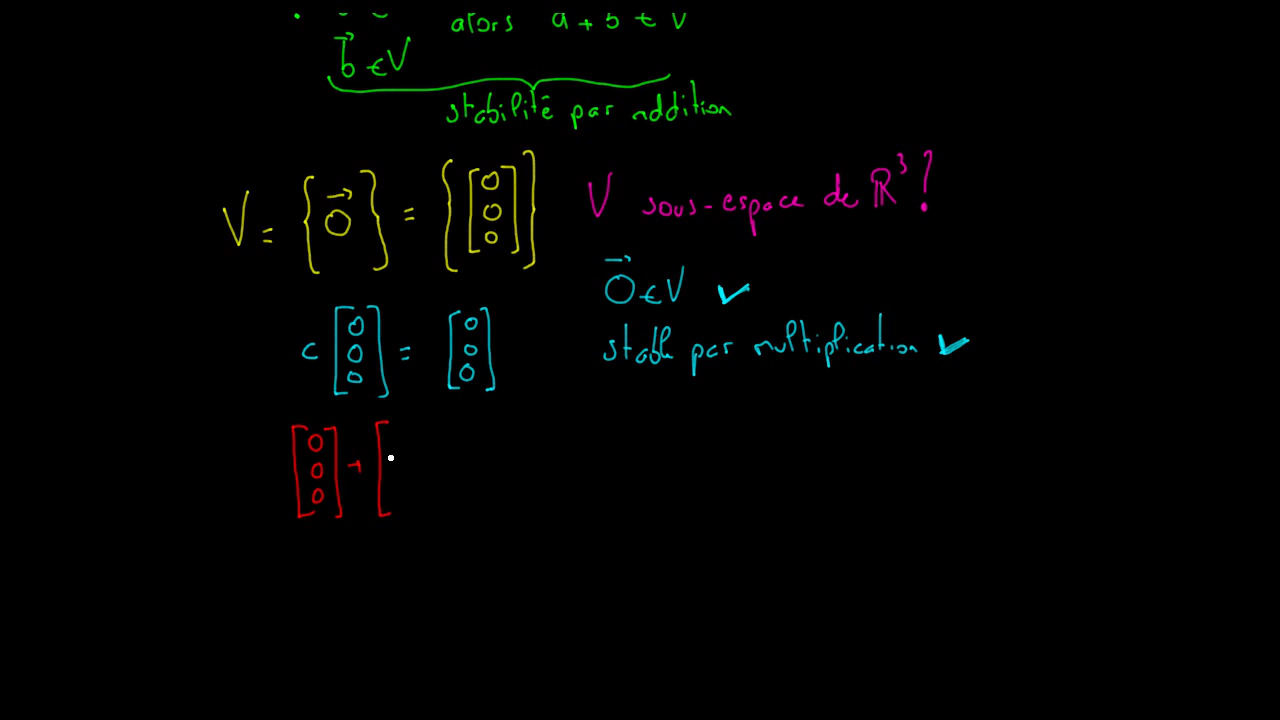 alors a + b ∈ V
b⃗ ∈ V
stabilité par addition
V = {0⃗} = {[0 0 0]} V sous-espace de ℝ³ ?
0⃗ ∈ V ✓
c [0 0 0] = [0 0 0] stable par multiplication ✓
[0 0 0] + [